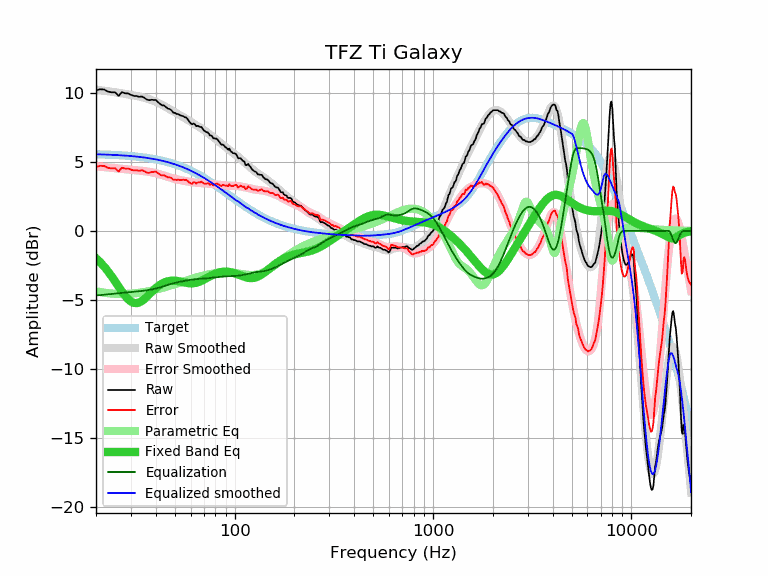 TFZ Ti Galaxy
Amplitude (dBr)
10
5
0
−5
−10
−15
−20
Target
Raw Smoothed
Error Smoothed
Raw
Error
Parametric Eq
Fixed Band Eq
Equalization
Equalized smoothed
100
1000
10000
Frequency (Hz)